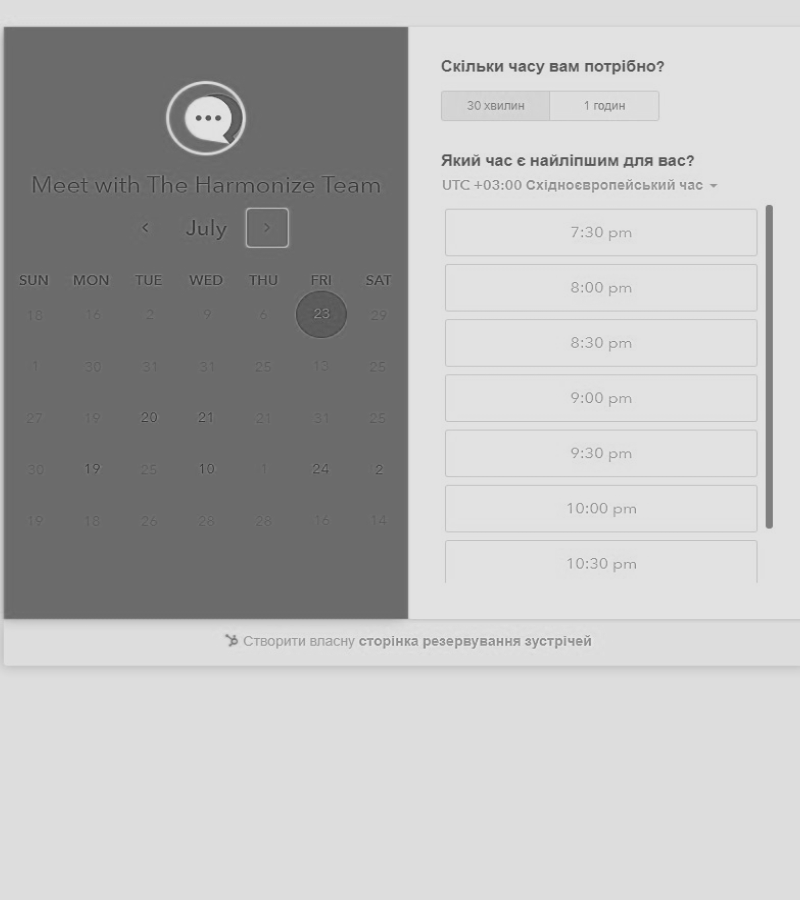 Meet with The Harmonize Team
July
SUN MON TUE WED THU FRI SAT
18 16 2 9 6 23 29
1 30 31 31 25 13 25
27 19 20 21 21 31 25
30 19 25 10 1 24 2
19 18 26 28 28 16 14
Скільки часу вам потрібно?
30 хвилин 1 годин
Який час є найліпшим для вас?
UTC +03:00 Східноєвропейський час
7:30 pm
8:00 pm
8:30 pm
9:00 pm
9:30 pm
10:00 pm
10:30 pm
Створити власну сторінка резервування зустрічей